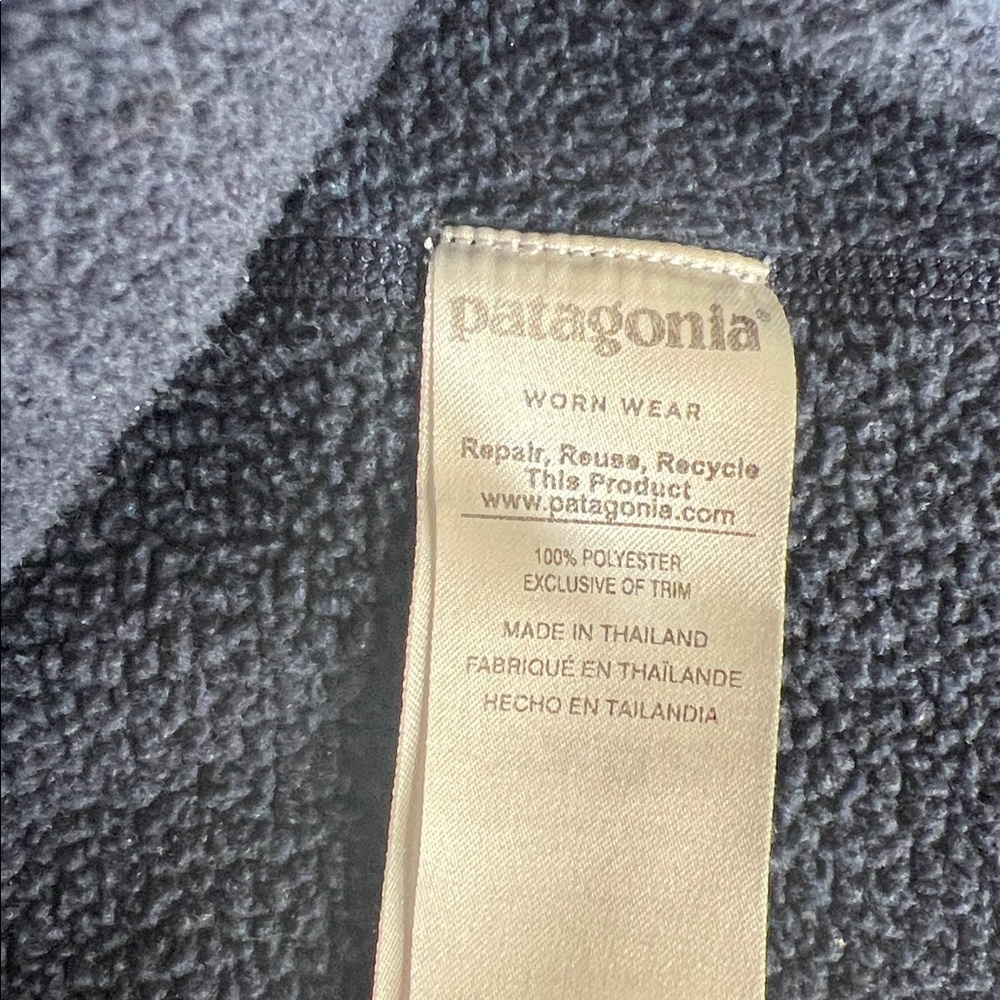 patagonia®
WORN WEAR
Repair, Reuse, Recycle
This Product
www.patagonia.com
100% POLYESTER
EXCLUSIVE OF TRIM
MADE IN THAILAND
FABRIQUÉ EN THAÏLANDE
HECHO EN TAILANDIA